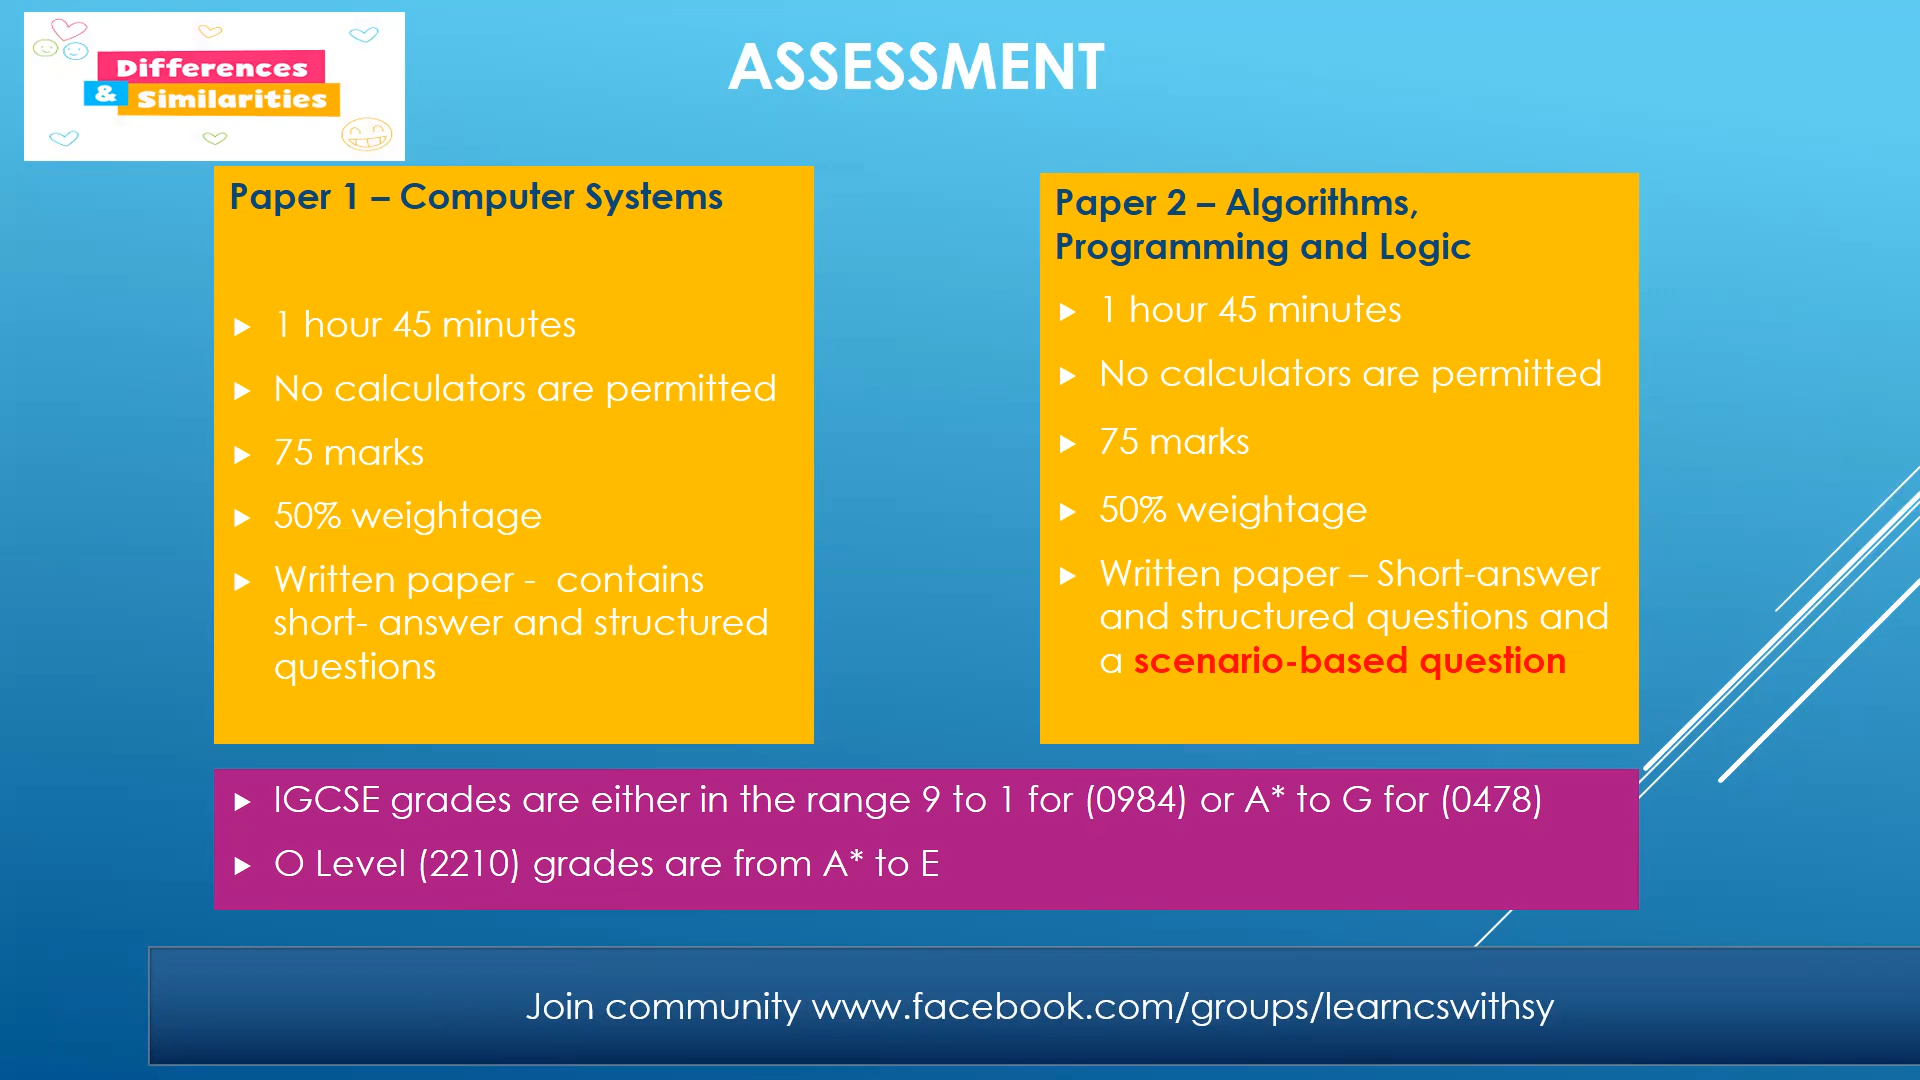 Differences
& Similarities
ASSESSMENT
Paper 1 – Computer Systems
1 hour 45 minutes
No calculators are permitted
75 marks
50% weightage
Written paper - contains
short- answer and structured
questions
Paper 2 – Algorithms,
Programming and Logic
1 hour 45 minutes
No calculators are permitted
75 marks
50% weightage
Written paper – Short-answer
and structured questions and
a scenario-based question
IGCSE grades are either in the range 9 to 1 for (0984) or A* to G for (0478)
O Level (2210) grades are from A* to E
Join community www.facebook.com/groups/learncswithsy